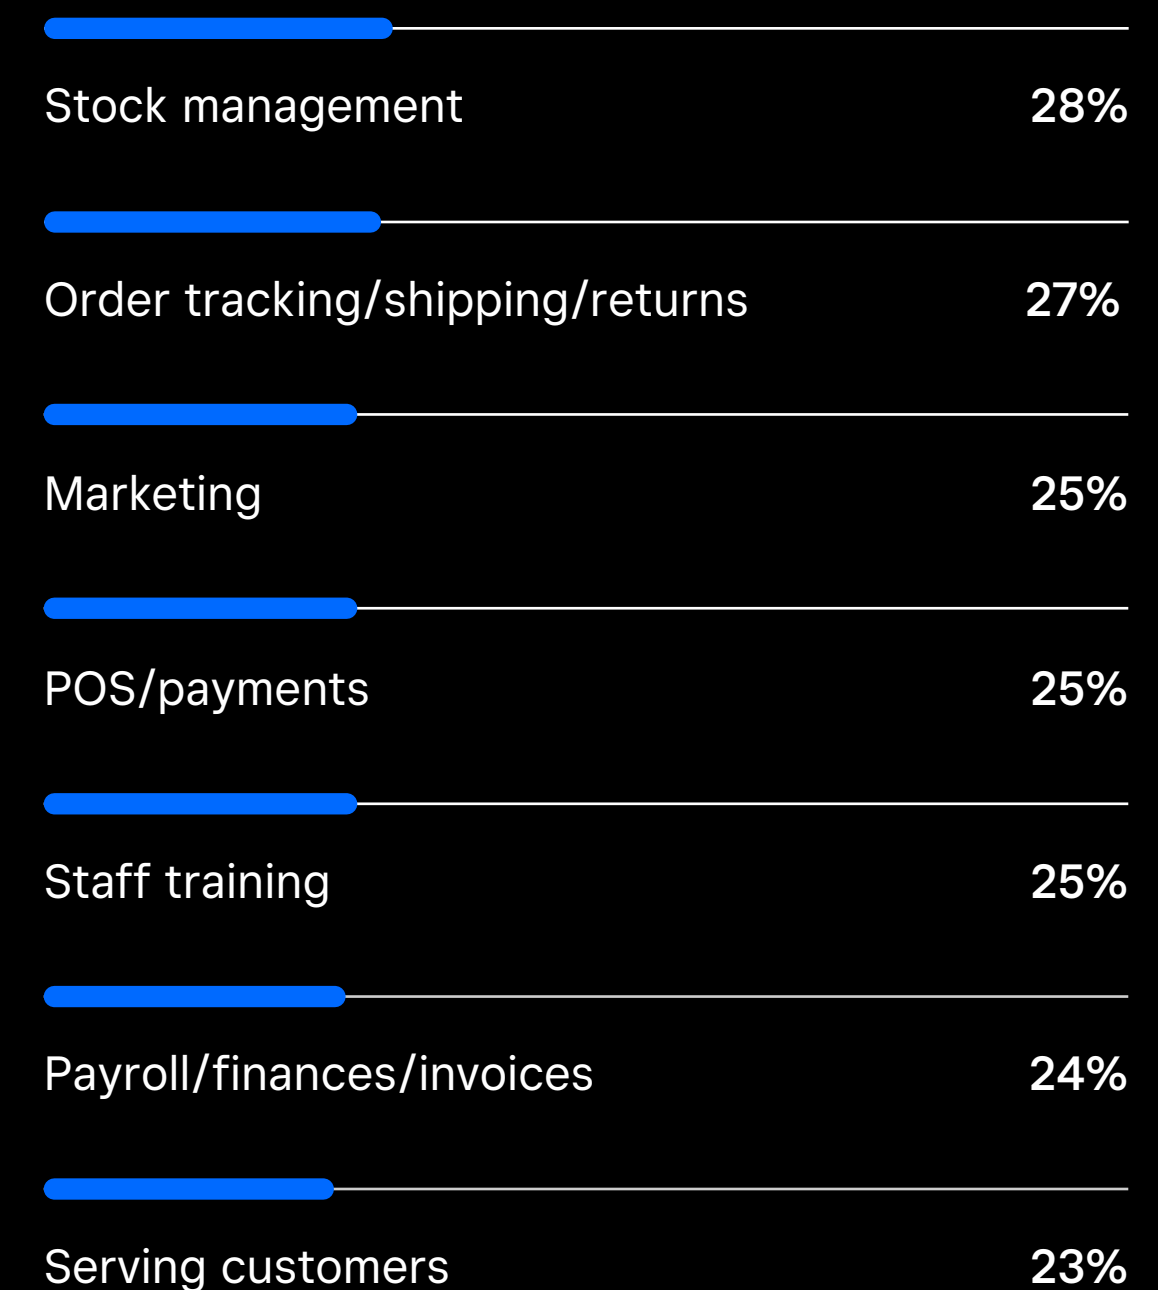 Stock management 28%
Order tracking/shipping/returns 27%
Marketing 25%
POS/payments 25%
Staff training 25%
Payroll/finances/invoices 24%
Serving customers 23%